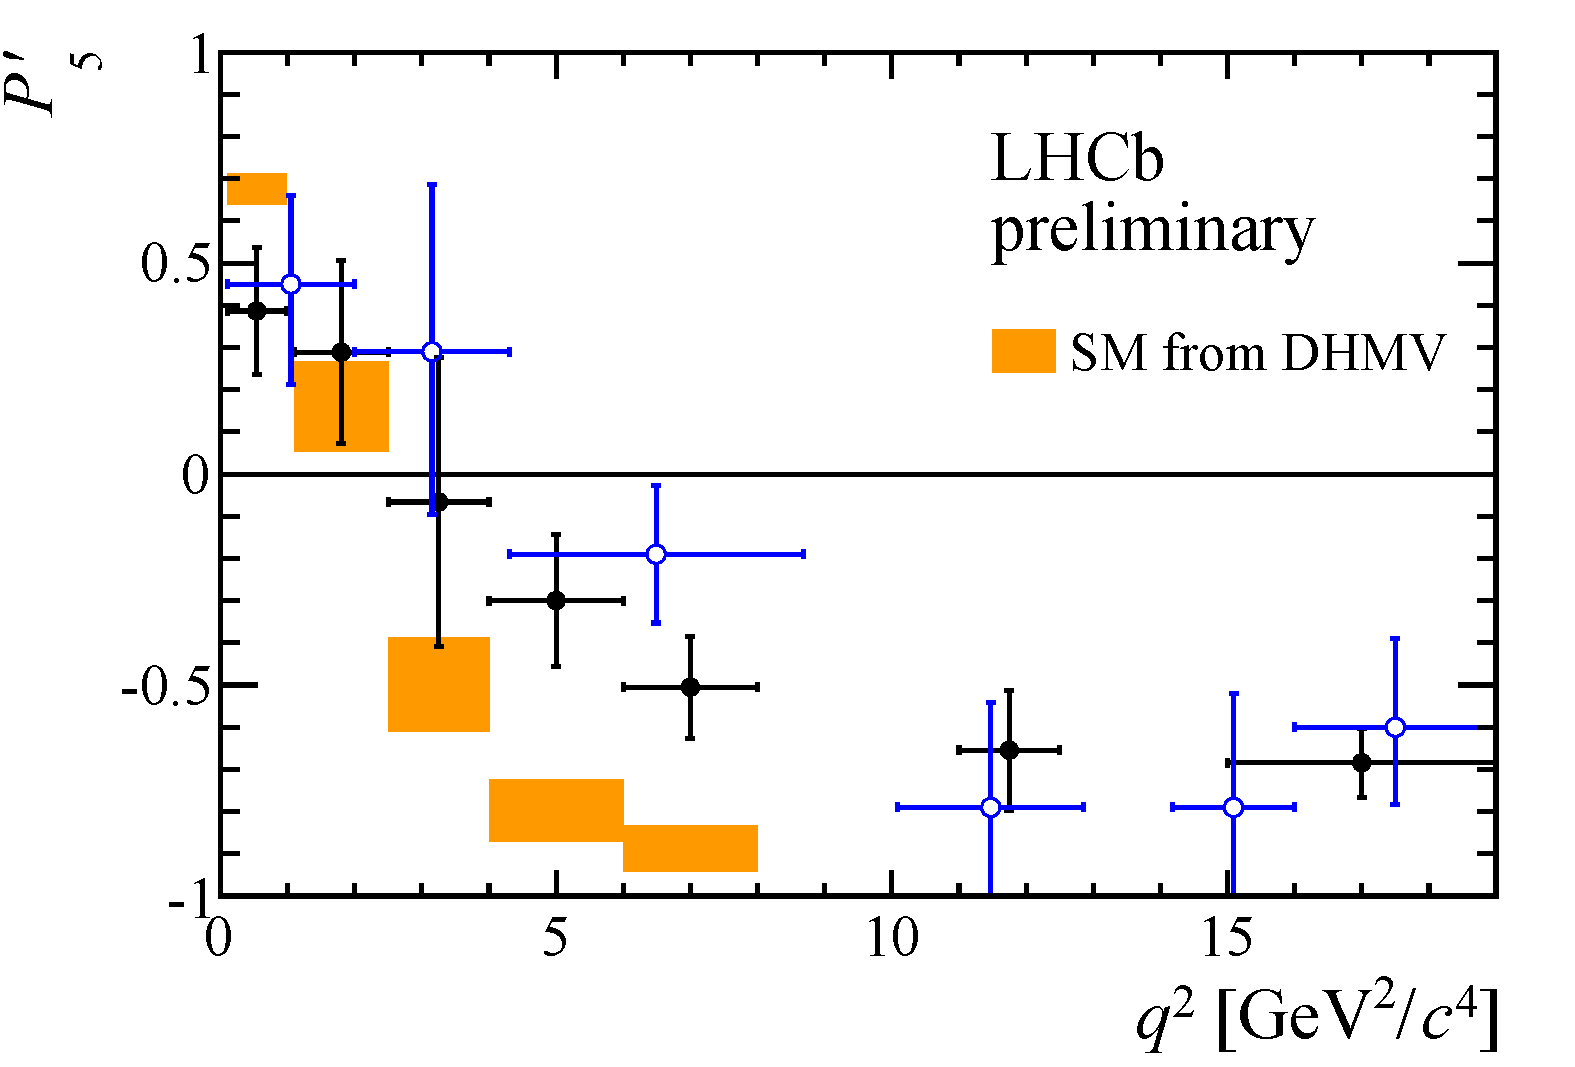 P′5
1
0.5
0
-0.5
-1
LHCb
preliminary
SM from DHMV
0 5 10 15
q² [GeV²/c⁴]